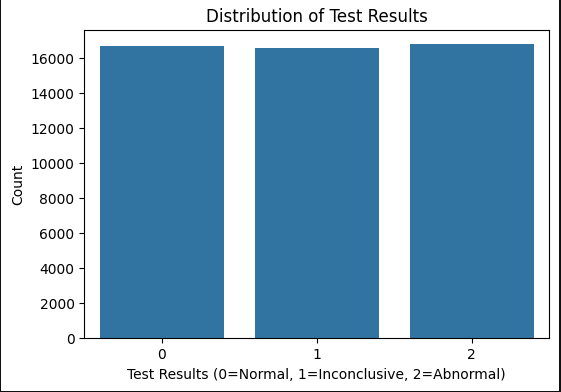 Distribution of Test Results
Count
16000
14000
12000
10000
8000
6000
4000
2000
0
0 1 2
Test Results (0=Normal, 1=Inconclusive, 2=Abnormal)